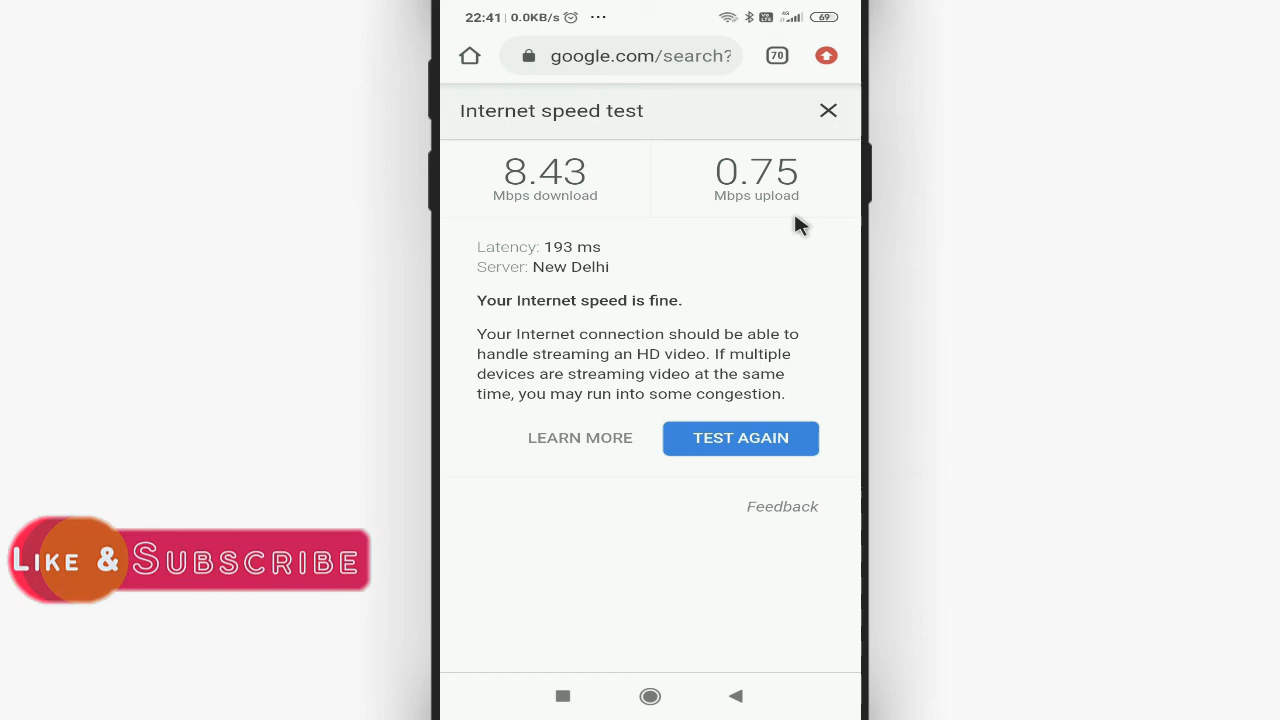 22:41 0.0KB/s ...
4G 69
google.com/search?
70
Internet speed test
8.43 0.75
Mbps download Mbps upload
Latency: 193 ms
Server: New Delhi
Your Internet speed is fine.
Your Internet connection should be able to
handle streaming an HD video. If multiple
devices are streaming video at the same
time, you may run into some congestion.
LEARN MORE TEST AGAIN
Feedback
LIKE & SUBSCRIBE